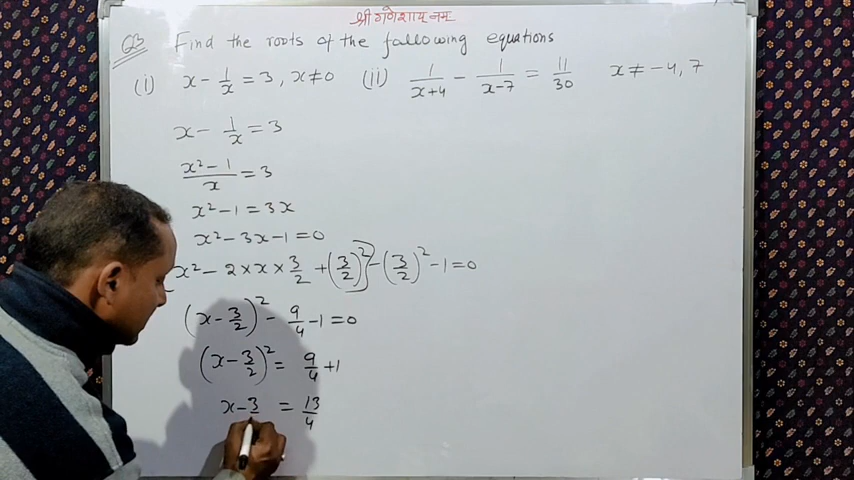 श्री गणेशाय नमः
Q3 Find the roots of the following equations
(i) x - 1/x = 3, x ≠ 0 (ii) 1/(x+4) - 1/(x-7) = 11/30 x ≠ -4, 7
x - 1/x = 3
(x² - 1)/x = 3
x² - 1 = 3x
x² - 3x - 1 = 0
[x² - 2 × x × 3/2 + (3/2)²] - (3/2)² - 1 = 0
(x - 3/2)² - 9/4 - 1 = 0
(x - 3/2)² = 9/4 + 1
x - 3 = 13/4